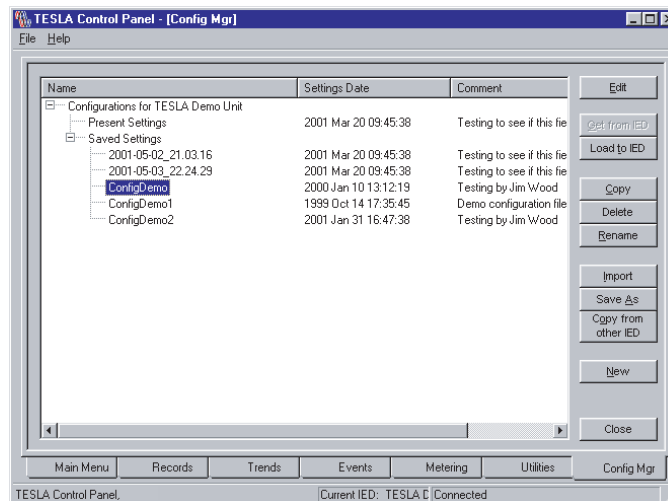 TESLA Control Panel - [Config Mgr]
File Help
Name Settings Date Comment
Configurations for TESLA Demo Unit
Present Settings 2001 Mar 20 09:45:38 Testing to see if this fie
Saved Settings
2001-05-02_21.03.16 2001 Mar 20 09:45:38 Testing to see if this fie
2001-05-03_22.24.29 2001 Mar 20 09:45:38 Testing to see if this fie
ConfigDemo 2000 Jan 10 13:12:19 Testing by Jim Wood
ConfigDemo1 1999 Oct 14 17:35:45 Demo configuration file
ConfigDemo2 2001 Jan 31 16:47:38 Testing by Jim Wood
Edit
Get from IED
Load to IED
Copy
Delete
Rename
Import
Save As
Copy from
other IED
New
Close
Main Menu Records Trends Events Metering Utilities Config Mgr
TESLA Control Panel, Current IED: TESLA D Connected